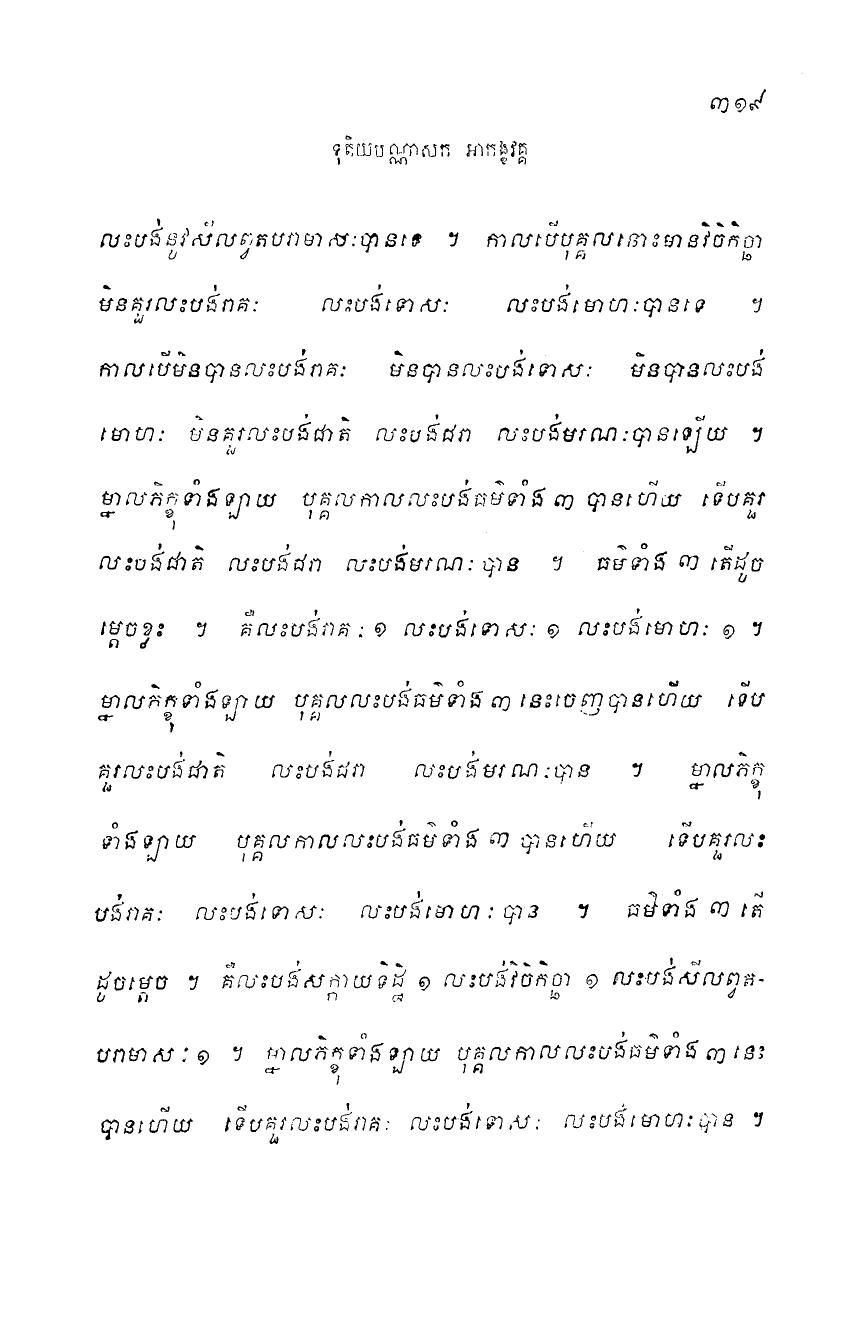 ៣១៩
ទុតិយបណ្ណាសក អាកង្ខវគ្គ
លះបង់នូវសីលព្វតបរាមាសៈបានទេ ។ កាលបើបុគ្គលនោះមានវិចិកិច្ឆា
មិនគួរលះបង់រាគៈ លះបង់ទោសៈ លះបង់មោហៈបានទេ ។
កាលបើមិនបានលះបង់រាគៈ មិនបានលះបង់ទោសៈ មិនបានលះបង់
មោហៈ មិនគួរលះបង់ជាតិ លះបង់ជរា លះបង់មរណៈបានឡើយ ។
ម្នាលភិក្ខុទាំងឡាយ បុគ្គលកាលលះបង់ធម៌ទាំង ៣ បានហើយ ទើបគួរ
លះបង់ជាតិ លះបង់ជរា លះបង់មរណៈ បាន ។ ធម៌ទាំង ៣ តើដូច
ម្តេចខ្លះ ។ គឺលះបង់រាគៈ ១ លះបង់ទោសៈ ១ លះបង់មោហៈ ១ ។
ម្នាលភិក្ខុទាំងឡាយ បុគ្គលលះបង់ធម៌ទាំង ៣ នេះចេញបានហើយ ទើប
គួរលះបង់ជាតិ លះបង់ជរា លះបង់មរណៈបាន ។ ម្នាលភិក្ខុ
ទាំងឡាយ បុគ្គលកាលលះបង់ធម៌ទាំង ៣ បានហើយ ទើបគួរលះ
បង់រាគៈ លះបង់ទោសៈ លះបង់មោហៈ បាន ។ ធម៌ទាំង ៣ តើ
ដូចម្តេច ។ គឺលះបង់សក្កាយទិដ្ឋិ ១ លះបង់វិចិកិច្ឆា ១ លះបង់សីលព្វត-
បរាមាសៈ ១ ។ ម្នាលភិក្ខុទាំងឡាយ បុគ្គលកាលលះបង់ធម៌ទាំង ៣ នេះ
បានហើយ ទើបគួរលះបង់រាគៈ លះបង់ទោសៈ លះបង់មោហៈបាន ។